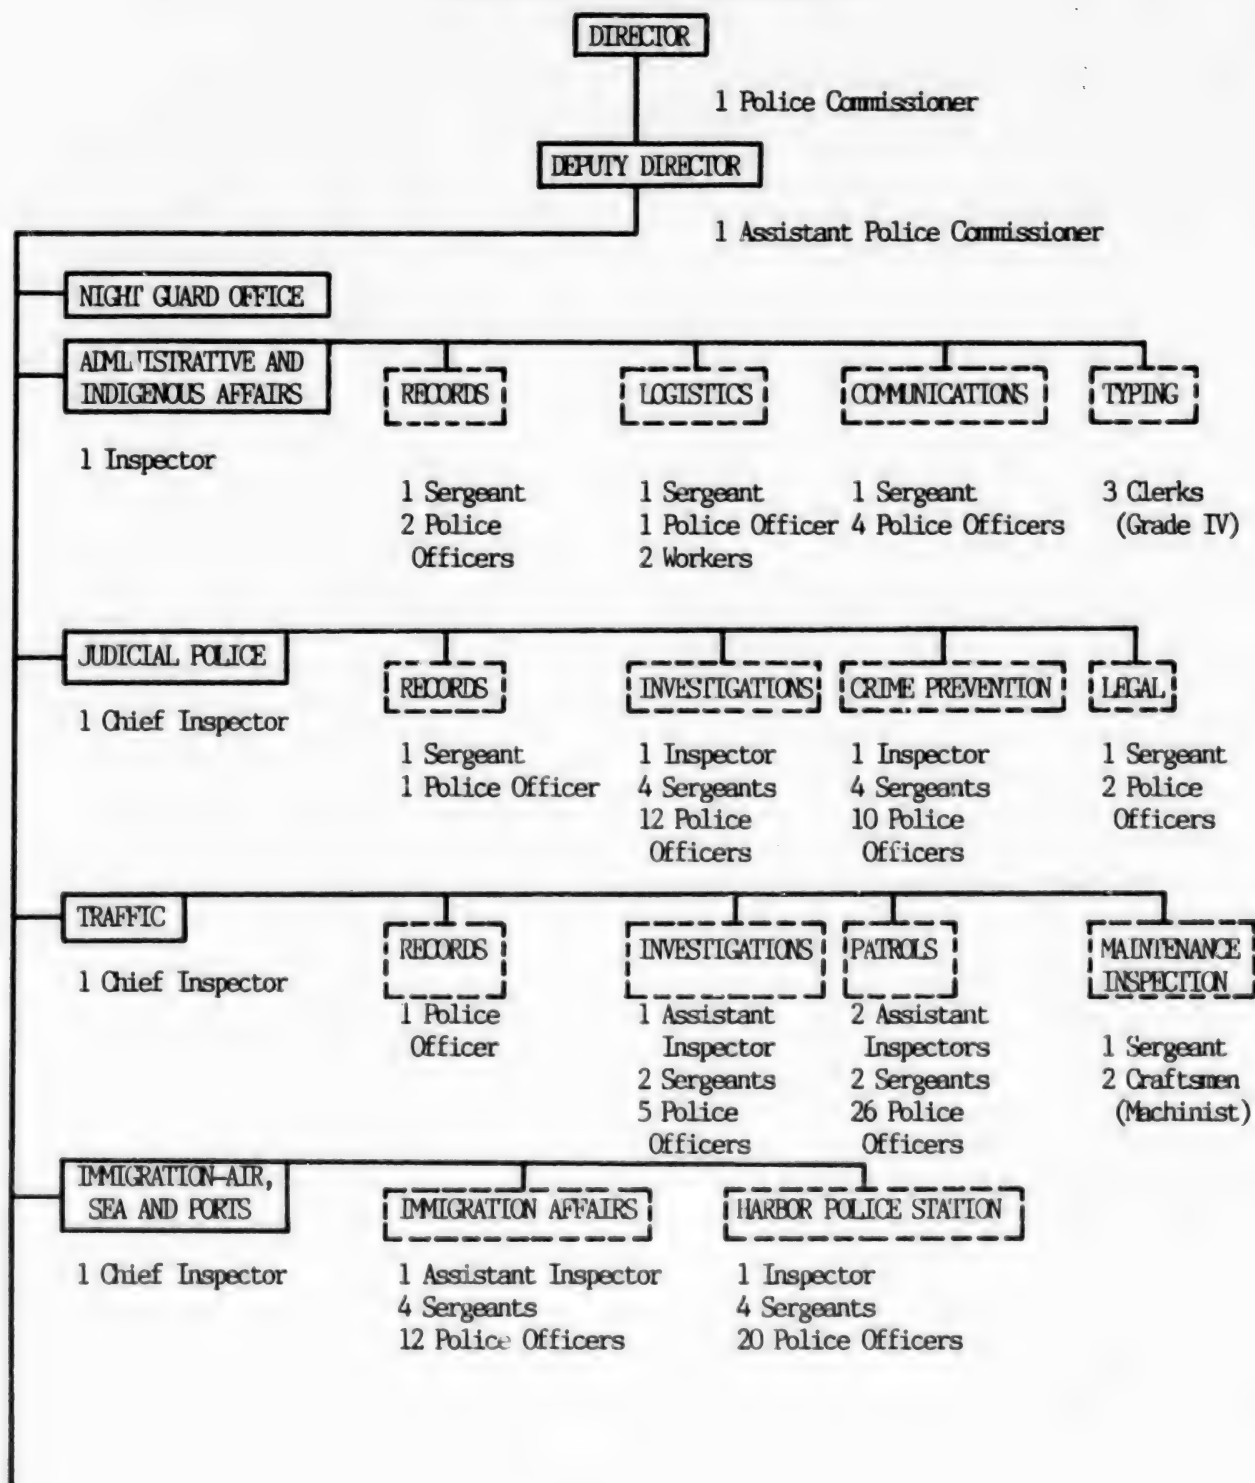 DIRECTOR
1 Police Commissioner
DEPUTY DIRECTOR
1 Assistant Police Commissioner
NIGHT GUARD OFFICE
ADMINISTRATIVE AND
INDIGENOUS AFFAIRS
1 Inspector
RECORDS
1 Sergeant
2 Police
Officers
LOGISTICS
1 Sergeant
1 Police Officer
2 Workers
COMMUNICATIONS
1 Sergeant
4 Police Officers
TYPING
3 Clerks
(Grade IV)
JUDICIAL POLICE
1 Chief Inspector
RECORDS
1 Sergeant
1 Police Officer
INVESTIGATIONS
1 Inspector
4 Sergeants
12 Police
Officers
CRIME PREVENTION
1 Inspector
4 Sergeants
10 Police
Officers
LEGAL
1 Sergeant
2 Police
Officers
TRAFFIC
1 Chief Inspector
RECORDS
1 Police
Officer
INVESTIGATIONS
1 Assistant
Inspector
2 Sergeants
5 Police
Officers
PATROLS
2 Assistant
Inspectors
2 Sergeants
26 Police
Officers
MAINTENANCE
INSPECTION
1 Sergeant
2 Craftsmen
(Machinist)
IMMIGRATION-AIR,
SEA AND PORTS
1 Chief Inspector
IMMIGRATION AFFAIRS
1 Assistant Inspector
4 Sergeants
12 Police Officers
HARBOR POLICE STATION
1 Inspector
4 Sergeants
20 Police Officers